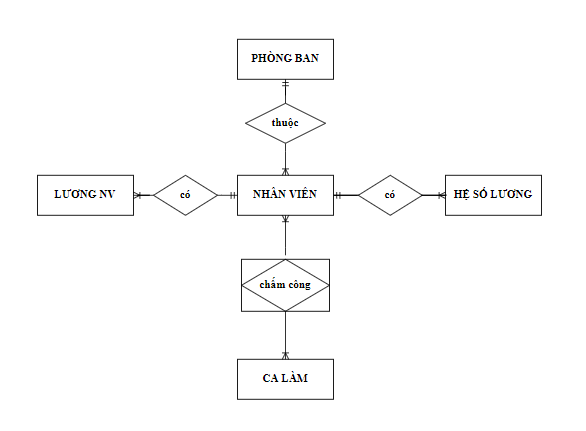 PHÒNG BAN
thuộc
LƯƠNG NV
có
NHÂN VIÊN
có
HỆ SỐ LƯƠNG
chấm công
CA LÀM